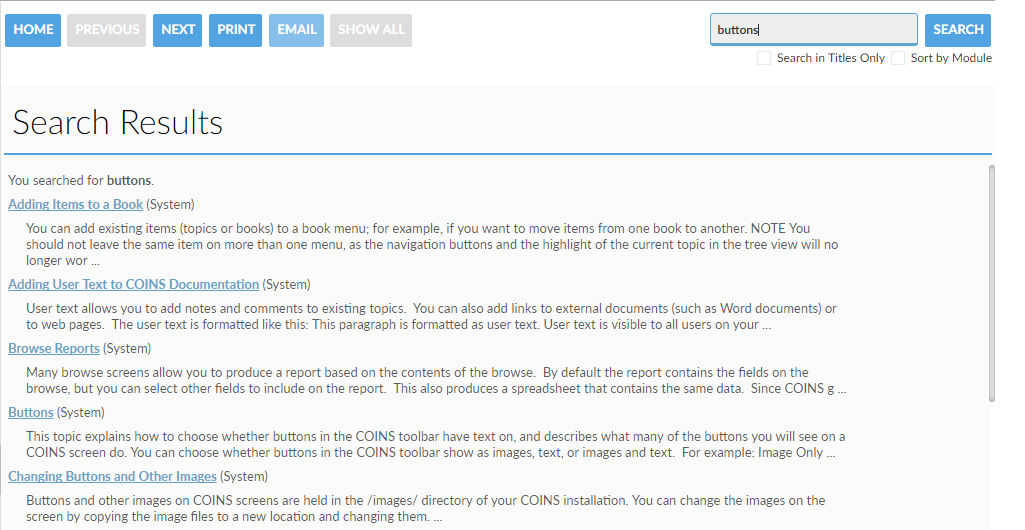 HOME PREVIOUS NEXT PRINT EMAIL SHOW ALL buttons SEARCH
Search in Titles Only Sort by Module
Search Results
You searched for buttons.
Adding Items to a Book (System)
You can add existing items (topics or books) to a book menu; for example, if you want to move items from one book to another. NOTE You
should not leave the same item on more than one menu, as the navigation buttons and the highlight of the current topic in the tree view will no
longer wor ...
Adding User Text to COINS Documentation (System)
User text allows you to add notes and comments to existing topics. You can also add links to external documents (such as Word documents) or
to web pages. The user text is formatted like this: This paragraph is formatted as user text. User text is visible to all users on your ...
Browse Reports (System)
Many browse screens allow you to produce a report based on the contents of the browse. By default the report contains the fields on the
browse, but you can select other fields to include on the report. This also produces a spreadsheet that contains the same data. Since COINS g ...
Buttons (System)
This topic explains how to choose whether buttons in the COINS toolbar have text on, and describes what many of the buttons you will see on a
COINS screen do. You can choose whether buttons in the COINS toolbar show as images, text, or images and text. For example: Image Only ...
Changing Buttons and Other Images (System)
Buttons and other images on COINS screens are held in the /images/ directory of your COINS installation. You can change the images on the
screen by copying the image files to a new location and changing them. ...